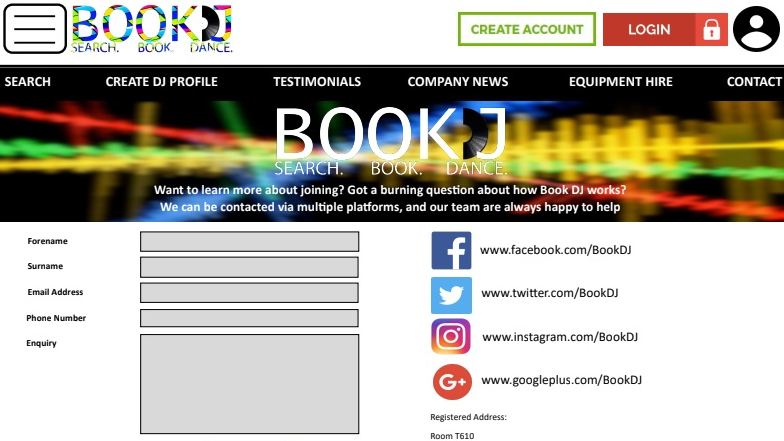 BOOKDJ
SEARCH. BOOK. DANCE.
CREATE ACCOUNT
LOGIN
SEARCH CREATE DJ PROFILE TESTIMONIALS COMPANY NEWS EQUIPMENT HIRE CONTACT
BOOKDJ
SEARCH. BOOK. DANCE.
Want to learn more about joining? Got a burning question about how Book DJ works?
We can be contacted via multiple platforms, and our team are always happy to help
Forename
Surname
Email Address
Phone Number
Enquiry
www.facebook.com/BookDJ
www.twitter.com/BookDJ
www.instagram.com/BookDJ
G+ www.googleplus.com/BookDJ
Registered Address:
Room T610